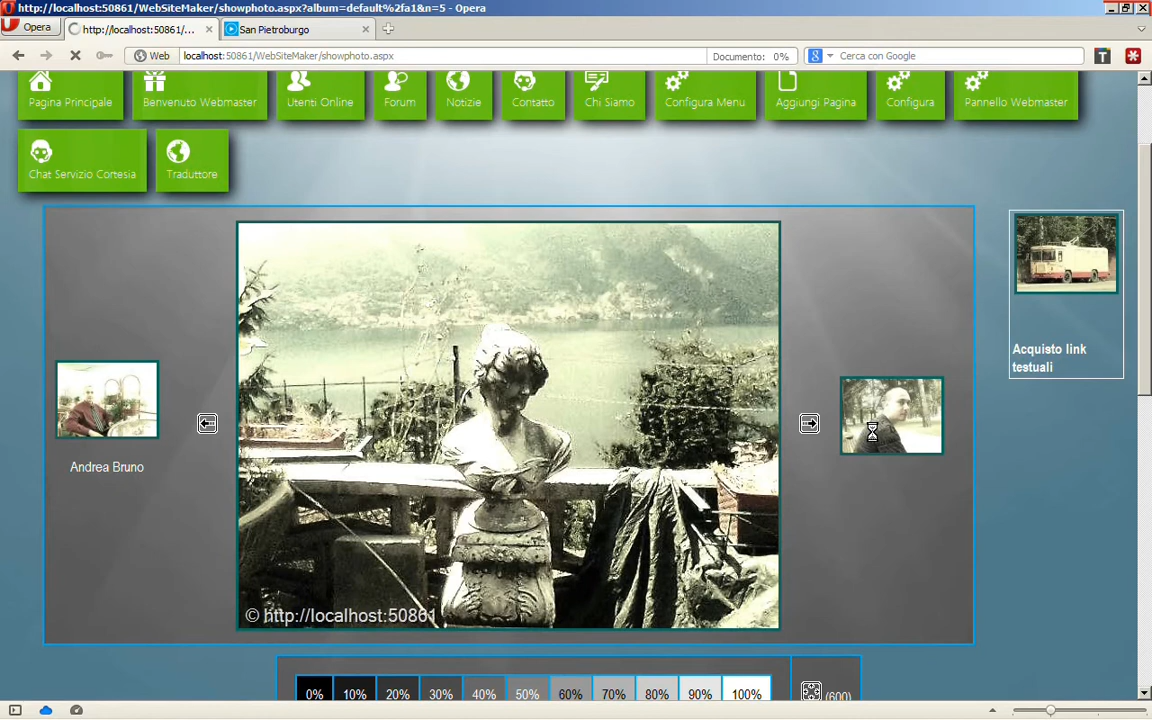 http://localhost:50861/WebSiteMaker/showphoto.aspx?album=default%2fa1&n=5 - Opera
Opera
http://localhost:50861/...
San Pietroburgo
Web
localhost:50861/WebSiteMaker/showphoto.aspx
Documento: 0%
Cerca con Google
Pagina Principale
Benvenuto Webmaster
Utenti Online
Forum
Notizie
Contatto
Chi Siamo
Configura Menu
Aggiungi Pagina
Configura
Pannello Webmaster
Chat Servizio Cortesia
Traduttore
Acquisto link
testuali
Andrea Bruno
© http://localhost:50861
0% 10% 20% 30% 40% 50% 60% 70% 80% 90% 100%
(600)